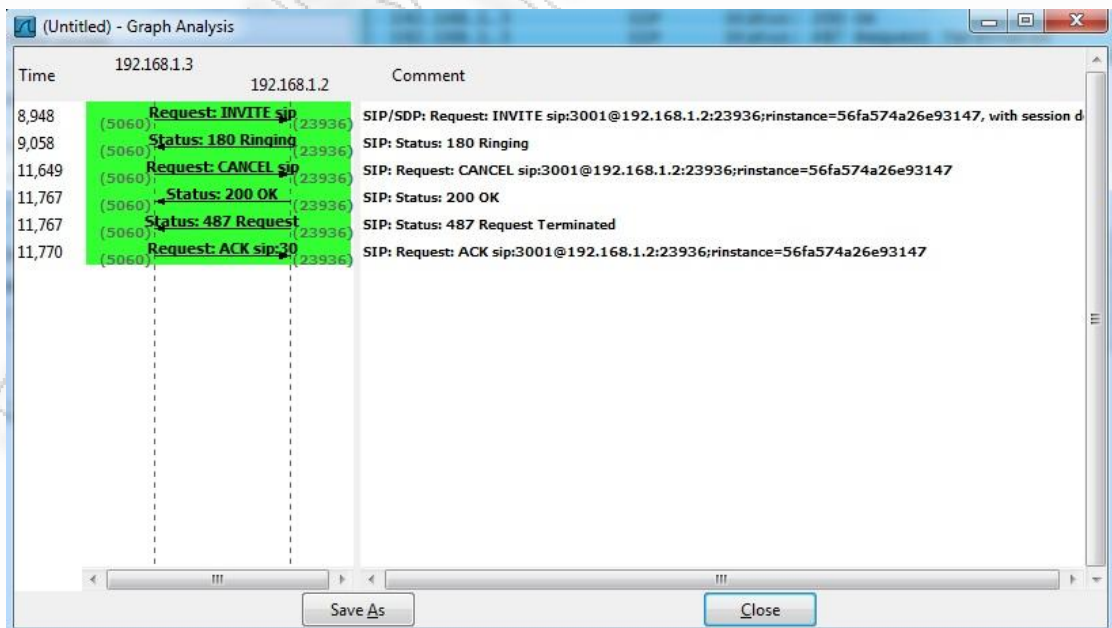 (Untitled) - Graph Analysis
Time 192.168.1.3 192.168.1.2 Comment
8,948 (5060) Request: INVITE sip (23936) SIP/SDP: Request: INVITE sip:3001@192.168.1.2:23936;rinstance=56fa574a26e93147, with session d
9,058 (5060) Status: 180 Ringing (23936) SIP: Status: 180 Ringing
11,649 (5060) Request: CANCEL sip (23936) SIP: Request: CANCEL sip:3001@192.168.1.2:23936;rinstance=56fa574a26e93147
11,767 (5060) Status: 200 OK (23936) SIP: Status: 200 OK
11,767 (5060) Status: 487 Request (23936) SIP: Status: 487 Request Terminated
11,770 (5060) Request: ACK sip:30 (23936) SIP: Request: ACK sip:3001@192.168.1.2:23936;rinstance=56fa574a26e93147
Save As Close